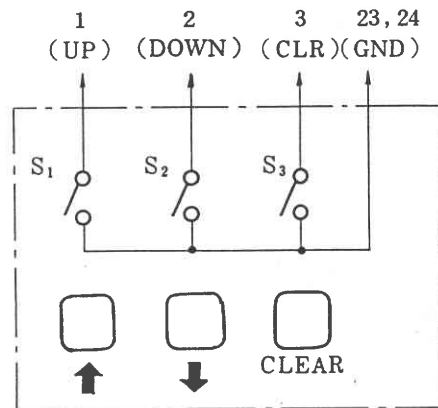 1 2 3 23, 24
(UP) (DOWN) (CLR) (GND)
S₁ S₂ S₃
CLEAR